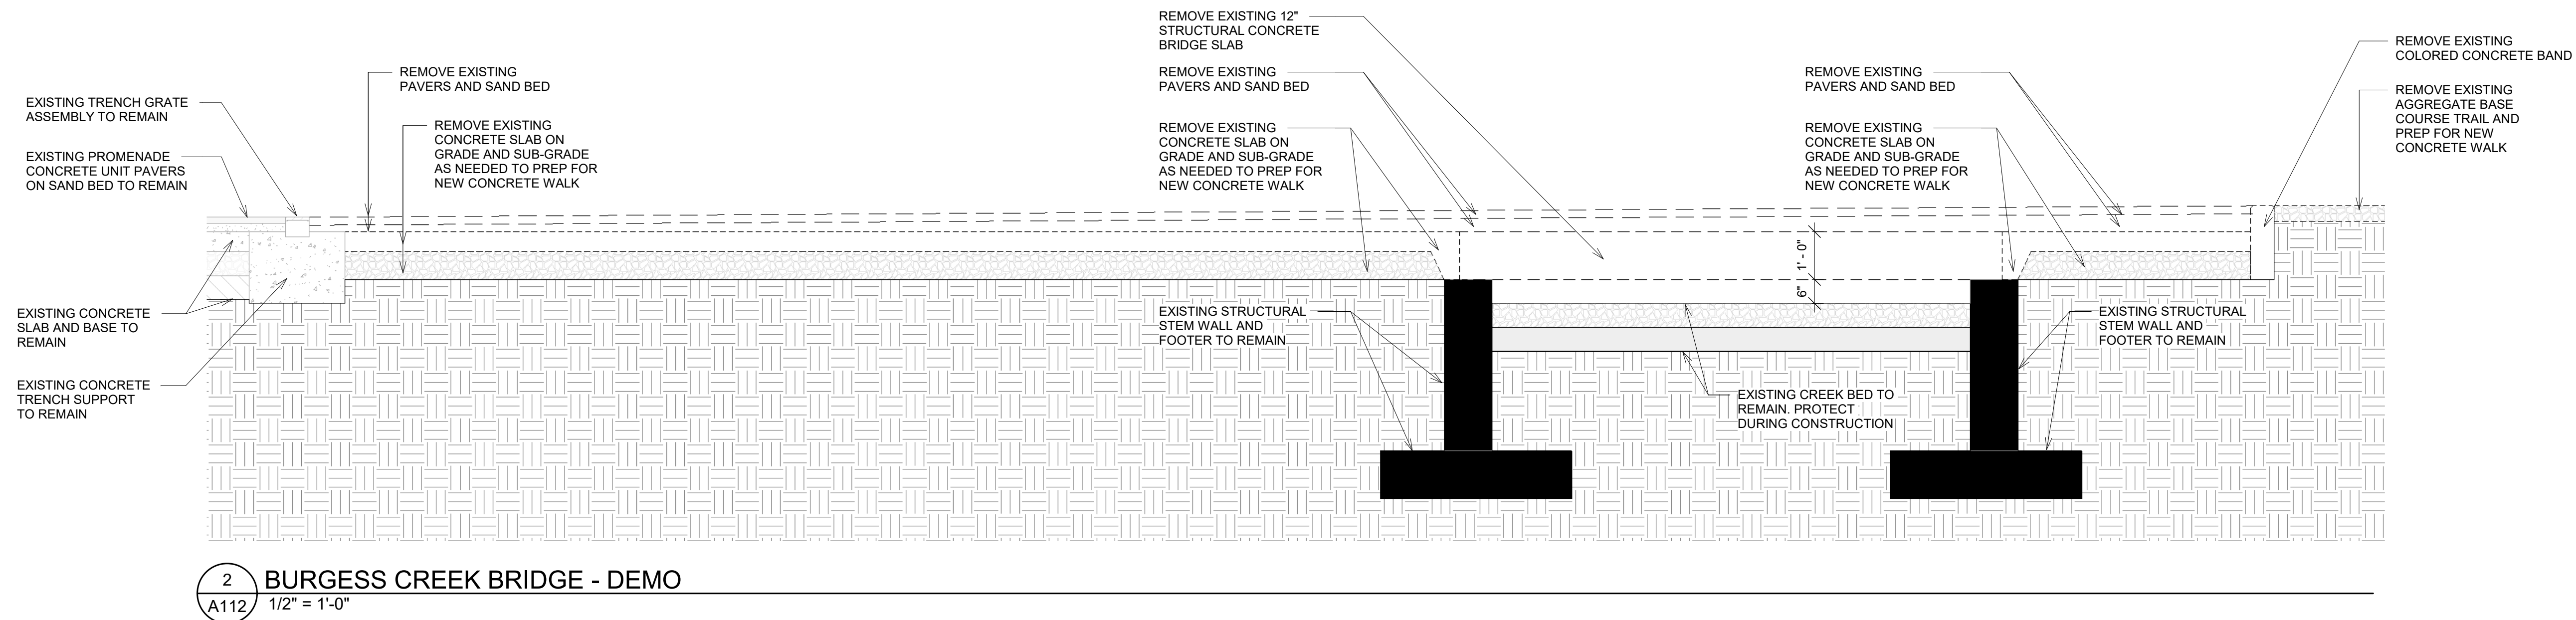 EXISTING TRENCH GRATE
ASSEMBLY TO REMAIN
EXISTING PROMENADE
CONCRETE UNIT PAVERS
ON SAND BED TO REMAIN
EXISTING CONCRETE
SLAB AND BASE TO
REMAIN
EXISTING CONCRETE
TRENCH SUPPORT
TO REMAIN
REMOVE EXISTING
PAVERS AND SAND BED
REMOVE EXISTING
CONCRETE SLAB ON
GRADE AND SUB-GRADE
AS NEEDED TO PREP FOR
NEW CONCRETE WALK
REMOVE EXISTING 12"
STRUCTURAL CONCRETE
BRIDGE SLAB
REMOVE EXISTING
PAVERS AND SAND BED
REMOVE EXISTING
CONCRETE SLAB ON
GRADE AND SUB-GRADE
AS NEEDED TO PREP FOR
NEW CONCRETE WALK
EXISTING STRUCTURAL
STEM WALL AND
FOOTER TO REMAIN
REMOVE EXISTING
PAVERS AND SAND BED
REMOVE EXISTING
CONCRETE SLAB ON
GRADE AND SUB-GRADE
AS NEEDED TO PREP FOR
NEW CONCRETE WALK
1' - 0"
6"
EXISTING CREEK BED TO
REMAIN. PROTECT
DURING CONSTRUCTION
EXISTING STRUCTURAL
STEM WALL AND
FOOTER TO REMAIN
REMOVE EXISTING
COLORED CONCRETE BAND
REMOVE EXISTING
AGGREGATE BASE
COURSE TRAIL AND
PREP FOR NEW
CONCRETE WALK
2
A112
BURGESS CREEK BRIDGE - DEMO
1/2" = 1'-0"